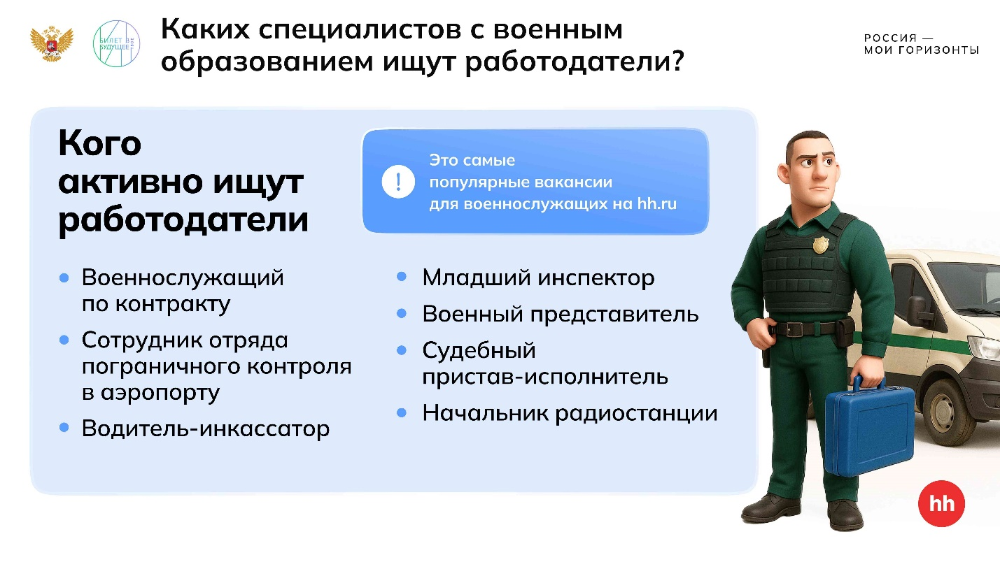 БИЛЕТ В
БУДУЩЕЕ
ТВОЕ
Каких специалистов с военным
образованием ищут работодатели?
РОССИЯ —
МОИ ГОРИЗОНТЫ
Кого
активно ищут
работодатели
!
Это самые
популярные вакансии
для военнослужащих на hh.ru
• Военнослужащий
по контракту
• Сотрудник отряда
пограничного контроля
в аэропорту
• Водитель-инкассатор
• Младший инспектор
• Военный представитель
• Судебный
пристав-исполнитель
• Начальник радиостанции
hh